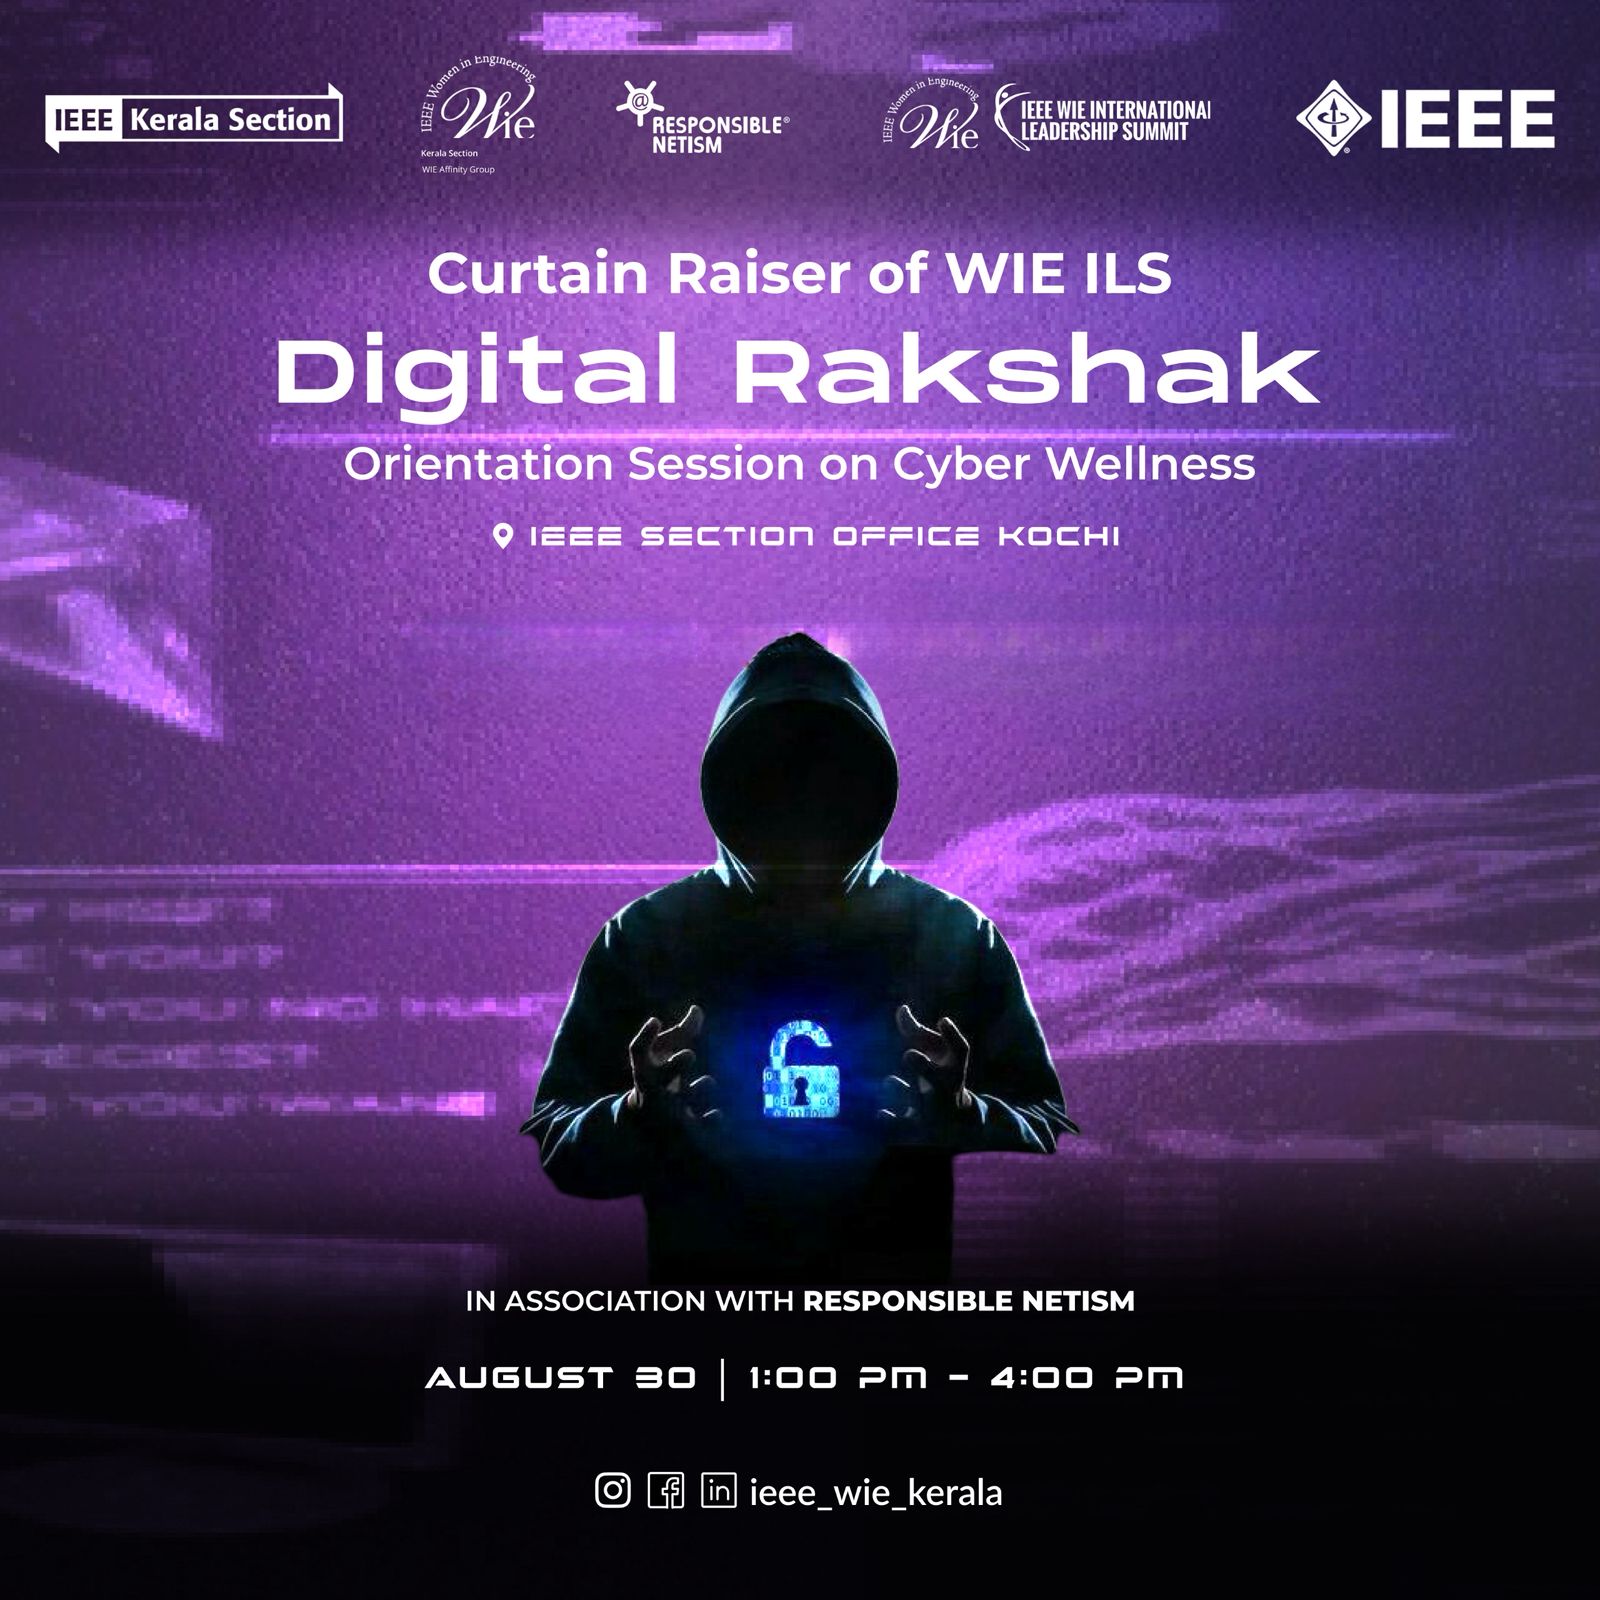 IEEE Kerala Section
IEEE Women in Engineering
Wie
Kerala Section
WIE Affinity Group
@
RESPONSIBLE®
NETISM
IEEE Women in Engineering
Wie
IEEE WIE INTERNATIONAL
LEADERSHIP SUMMIT
IEEE
Curtain Raiser of WIE ILS
Digital Rakshak
Orientation Session on Cyber Wellness
IEEE SECTION OFFICE KOCHI
IN ASSOCIATION WITH RESPONSIBLE NETISM
AUGUST 30 | 1:00 PM - 4:00 PM
ieee_wie_kerala